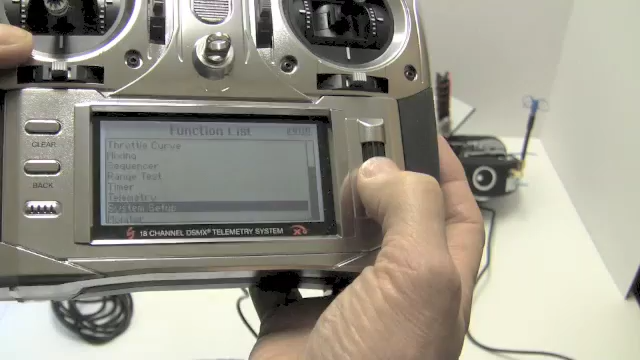 Function List
Throttle Curve
Mixing
Sequencer
Range Test
Timer
Telemetry
System Setup
Monitor
CLEAR
BACK
18 CHANNEL DSMX® TELEMETRY SYSTEM